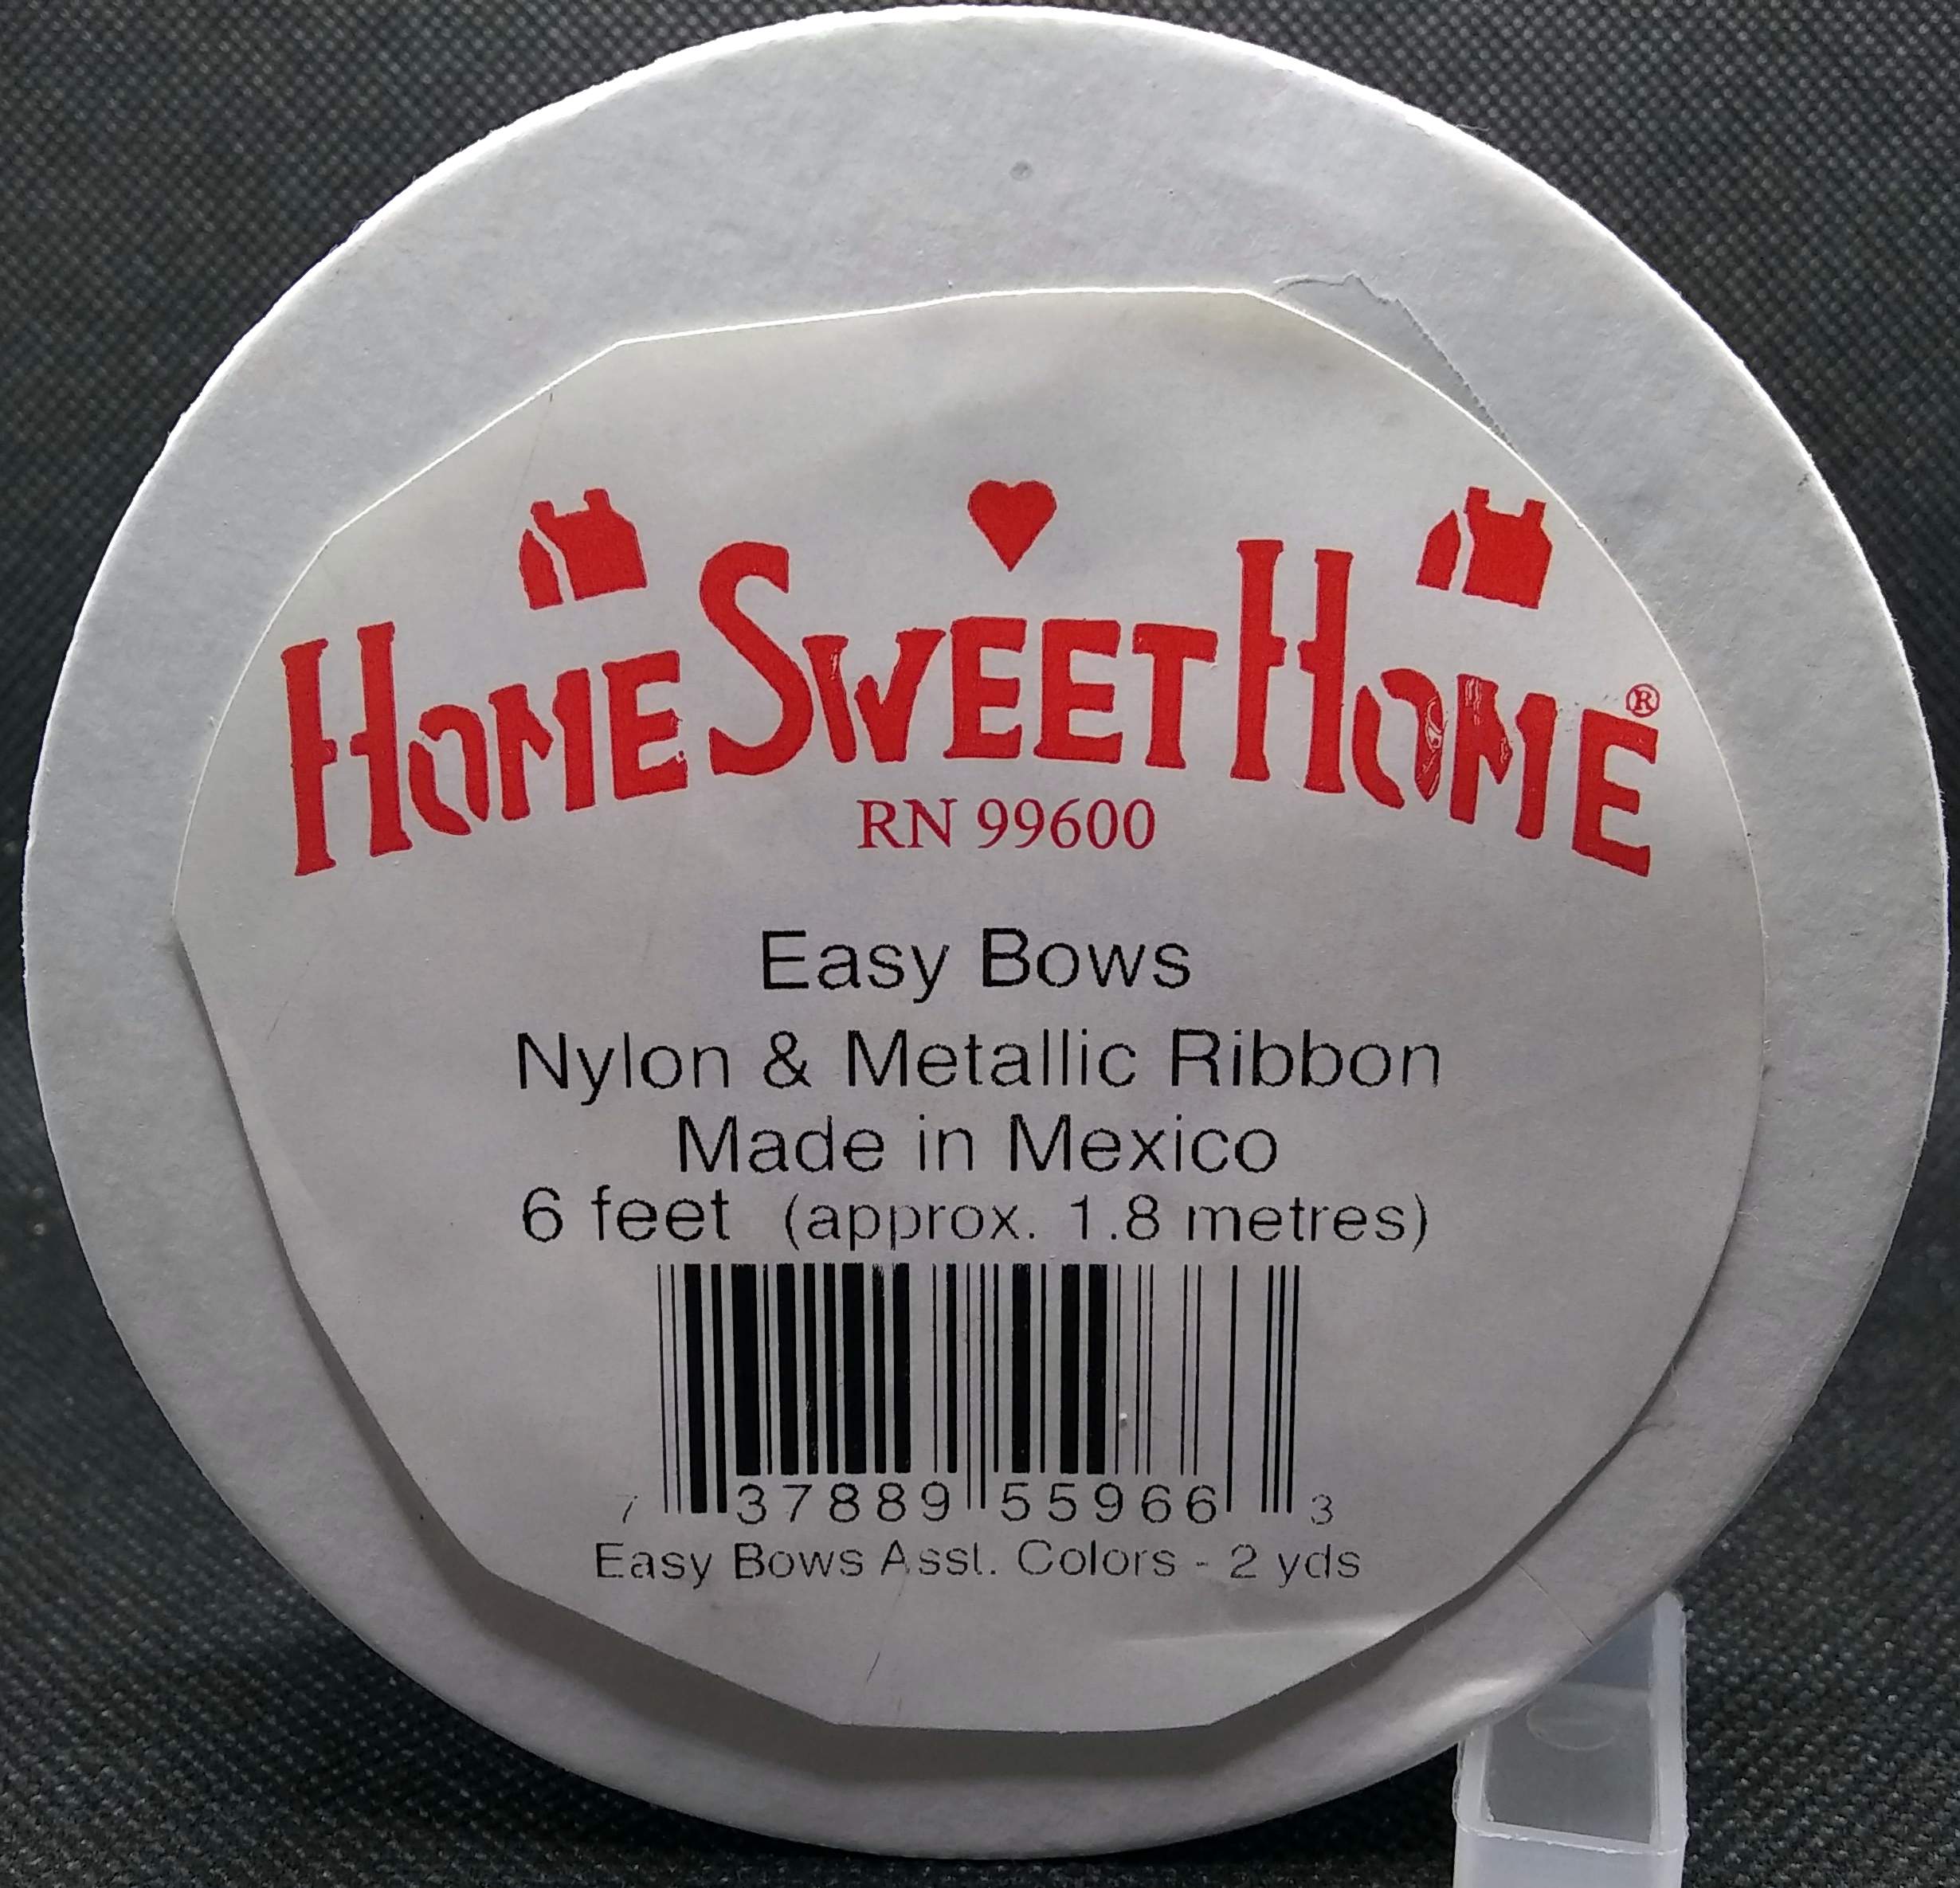 HOME SWEET HOME®
RN 99600
Easy Bows
Nylon & Metallic Ribbon
Made in Mexico
6 feet (approx. 1.8 metres)
7 37889 55966 3
Easy Bows Asst. Colors - 2 yds